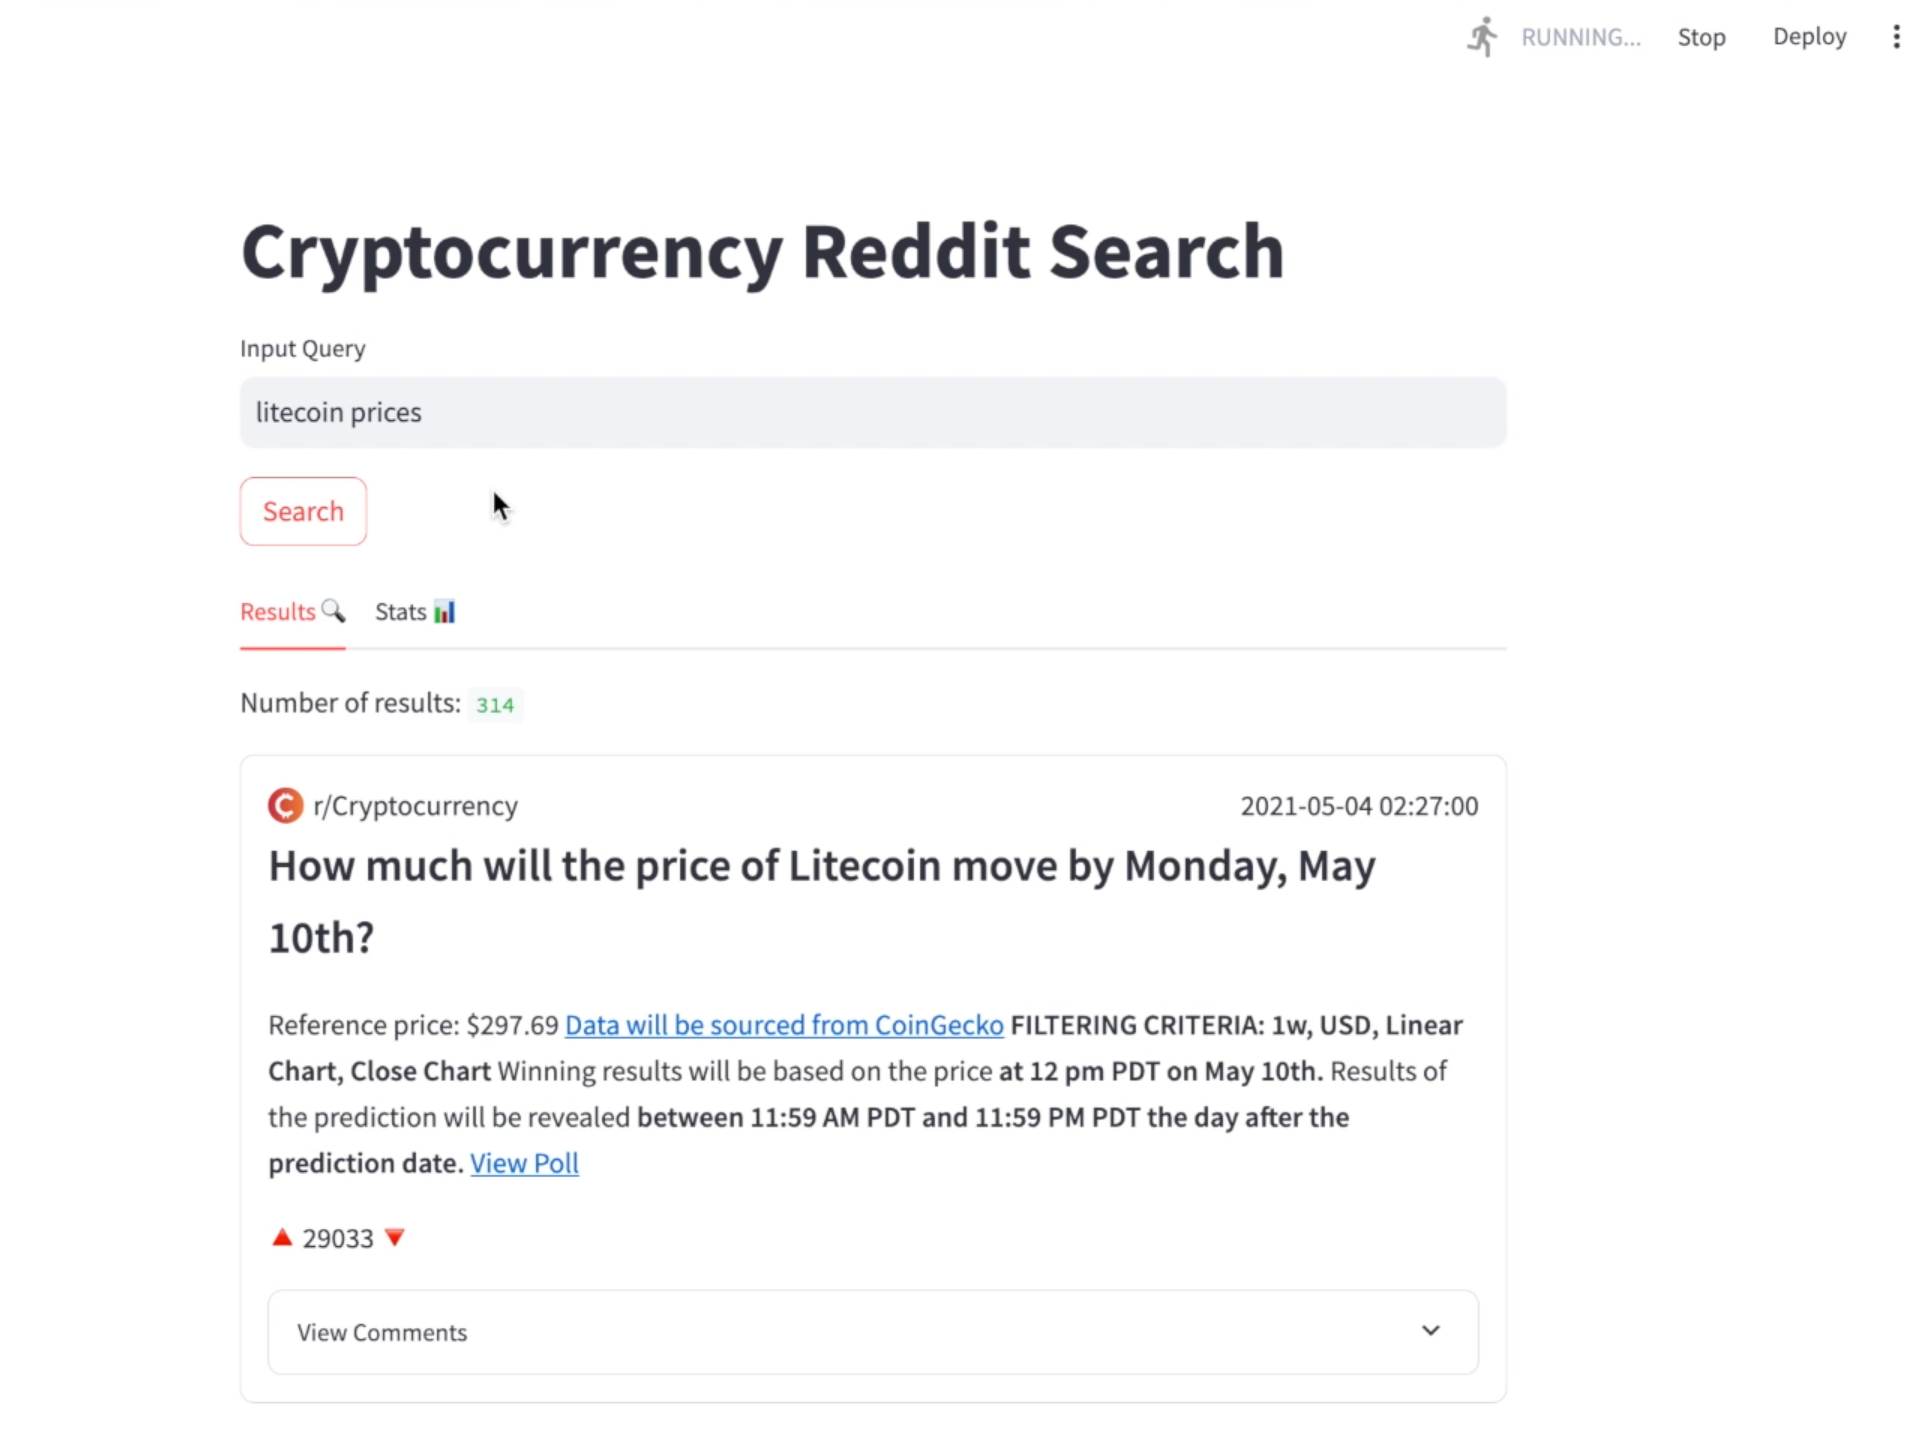 RUNNING... Stop Deploy
Cryptocurrency Reddit Search
Input Query
litecoin prices
Search
Results Stats
Number of results: 314
r/Cryptocurrency 2021-05-04 02:27:00
How much will the price of Litecoin move by Monday, May
10th?
Reference price: $297.69 Data will be sourced from CoinGecko FILTERING CRITERIA: 1w, USD, Linear
Chart, Close Chart Winning results will be based on the price at 12 pm PDT on May 10th. Results of
the prediction will be revealed between 11:59 AM PDT and 11:59 PM PDT the day after the
prediction date. View Poll
29033
View Comments